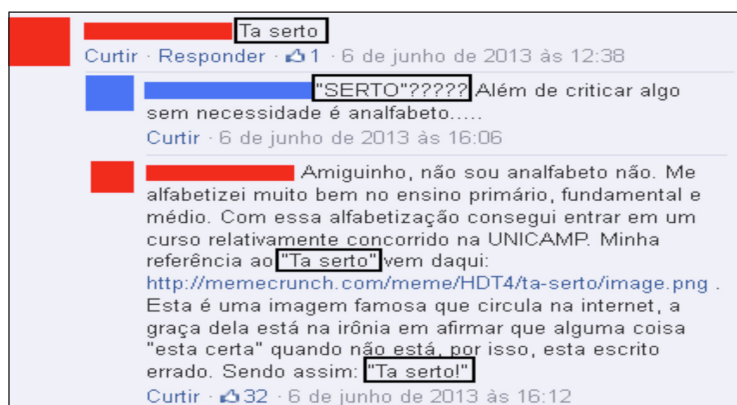 Ta serto
Curtir · Responder · 1 · 6 de junho de 2013 às 12:38
"SERTO"????? Além de criticar algo
sem necessidade é analfabeto.....
Curtir · 6 de junho de 2013 às 16:06
Amiguinho, não sou analfabeto não. Me
alfabetizei muito bem no ensino primário, fundamental e
médio. Com essa alfabetização consegui entrar em um
curso relativamente concorrido na UNICAMP. Minha
referência ao "Ta serto" vem daqui:
http://memecrunch.com/meme/HDT4/ta-serto/image.png .
Esta é uma imagem famosa que circula na internet, a
graça dela está na irônia em afirmar que alguma coisa
"esta certa" quando não está, por isso, esta escrito
errado. Sendo assim: "Ta serto!"
Curtir · 32 · 6 de junho de 2013 às 16:12